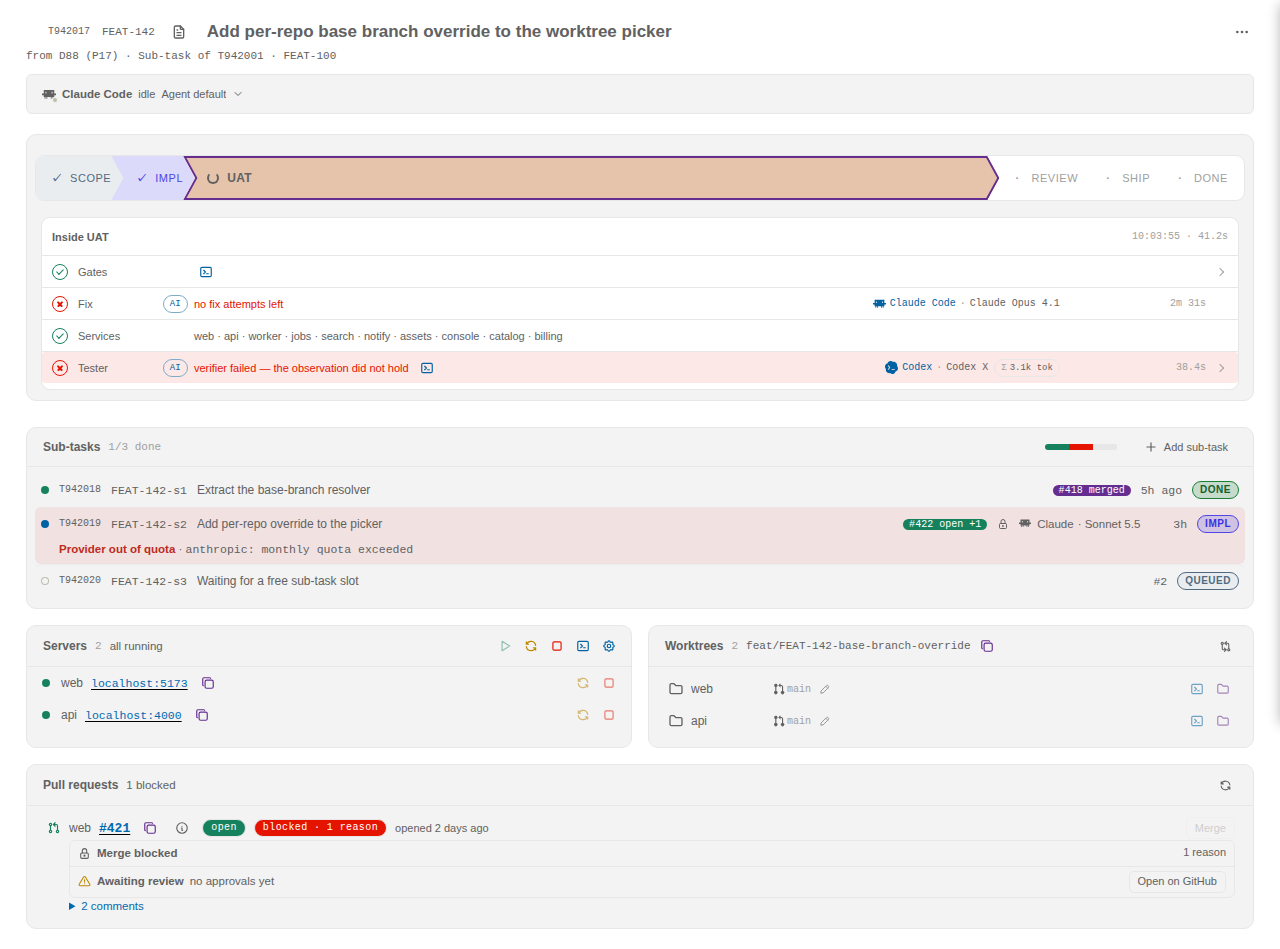 T942017 FEAT-142 Add per-repo base branch override to the worktree picker
from D88 (P17) · Sub-task of T942001 · FEAT-100
Claude Code idle Agent default
SCOPE IMPL UAT · REVIEW · SHIP · DONE
Inside UAT 10:03:55 · 41.2s
Gates
Fix AI no fix attempts left Claude Code · Claude Opus 4.1 2m 31s
Services web · api · worker · jobs · search · notify · assets · console · catalog · billing
Tester AI verifier failed — the observation did not hold Codex · Codex X Σ 3.1k tok 38.4s
Sub-tasks 1/3 done Add sub-task
T942018 FEAT-142-s1 Extract the base-branch resolver #418 merged 5h ago DONE
T942019 FEAT-142-s2 Add per-repo override to the picker #422 open +1 Claude · Sonnet 5.5 3h IMPL
Provider out of quota · anthropic: monthly quota exceeded
T942020 FEAT-142-s3 Waiting for a free sub-task slot #2 QUEUED
Servers 2 all running
web localhost:5173
api localhost:4000
Worktrees 2 feat/FEAT-142-base-branch-override
web main
api main
Pull requests 1 blocked
web #421 open blocked · 1 reason opened 2 days ago Merge
Merge blocked 1 reason
Awaiting review no approvals yet Open on GitHub
2 comments